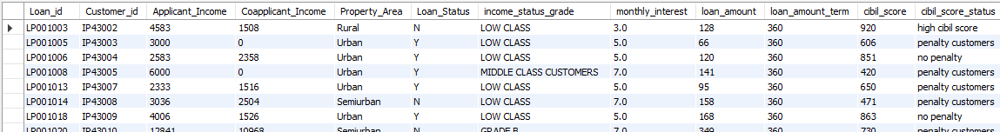 Loan_id Customer_id Applicant_Income Coapplicant_Income Property_Area Loan_Status income_status_grade monthly_interest loan_amount loan_amount_term cibil_score cibil_score_status
LP001003 IP43002 4583 1508 Rural N LOW CLASS 3.0 128 360 920 high cibil score
LP001005 IP43003 3000 0 Urban Y LOW CLASS 5.0 66 360 606 penalty customers
LP001006 IP43004 2583 2358 Urban Y LOW CLASS 5.0 120 360 851 no penalty
LP001008 IP43005 6000 0 Urban Y MIDDLE CLASS CUSTOMERS 7.0 141 360 420 penalty customers
LP001013 IP43007 2333 1516 Urban Y LOW CLASS 5.0 95 360 650 penalty customers
LP001014 IP43008 3036 2504 Semiurban N LOW CLASS 7.0 158 360 471 penalty customers
LP001018 IP43009 4006 1526 Urban Y LOW CLASS 5.0 168 360 863 no penalty
LP001020 IP43010 12841 10968 Semiurban N GRADE B 7.0 349 360 730 penalty customers